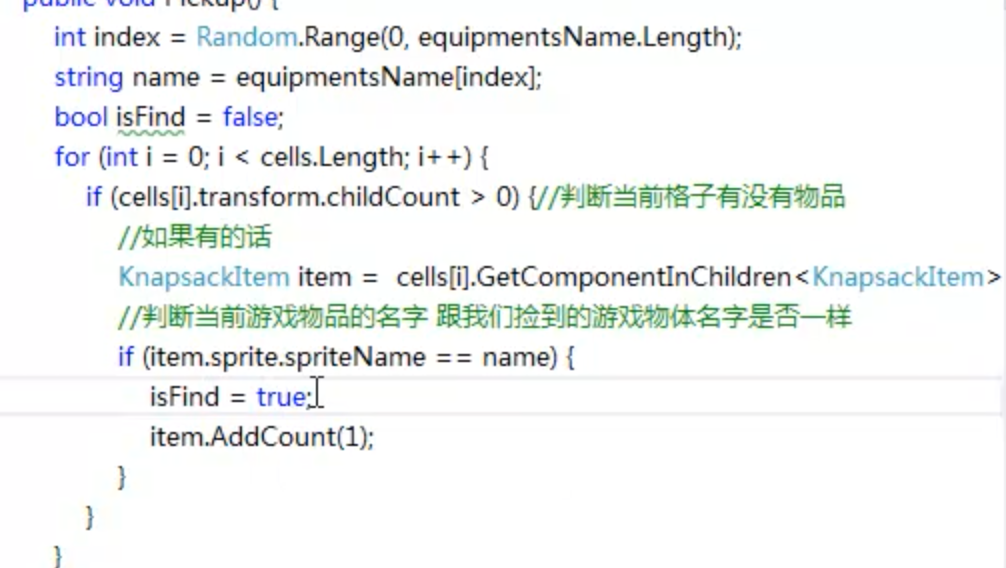 public void Pickup() {
int index = Random.Range(0, equipmentsName.Length);
string name = equipmentsName[index];
bool isFind = false;
for (int i = 0; i < cells.Length; i++) {
if (cells[i].transform.childCount > 0) {//判断当前格子有没有物品
//如果有的话
KnapsackItem item =  cells[i].GetComponentInChildren<KnapsackItem>
//判断当前游戏物品的名字 跟我们捡到的游戏物体名字是否一样
if (item.sprite.spriteName == name) {
isFind = true;
item.AddCount(1);
}
}
}